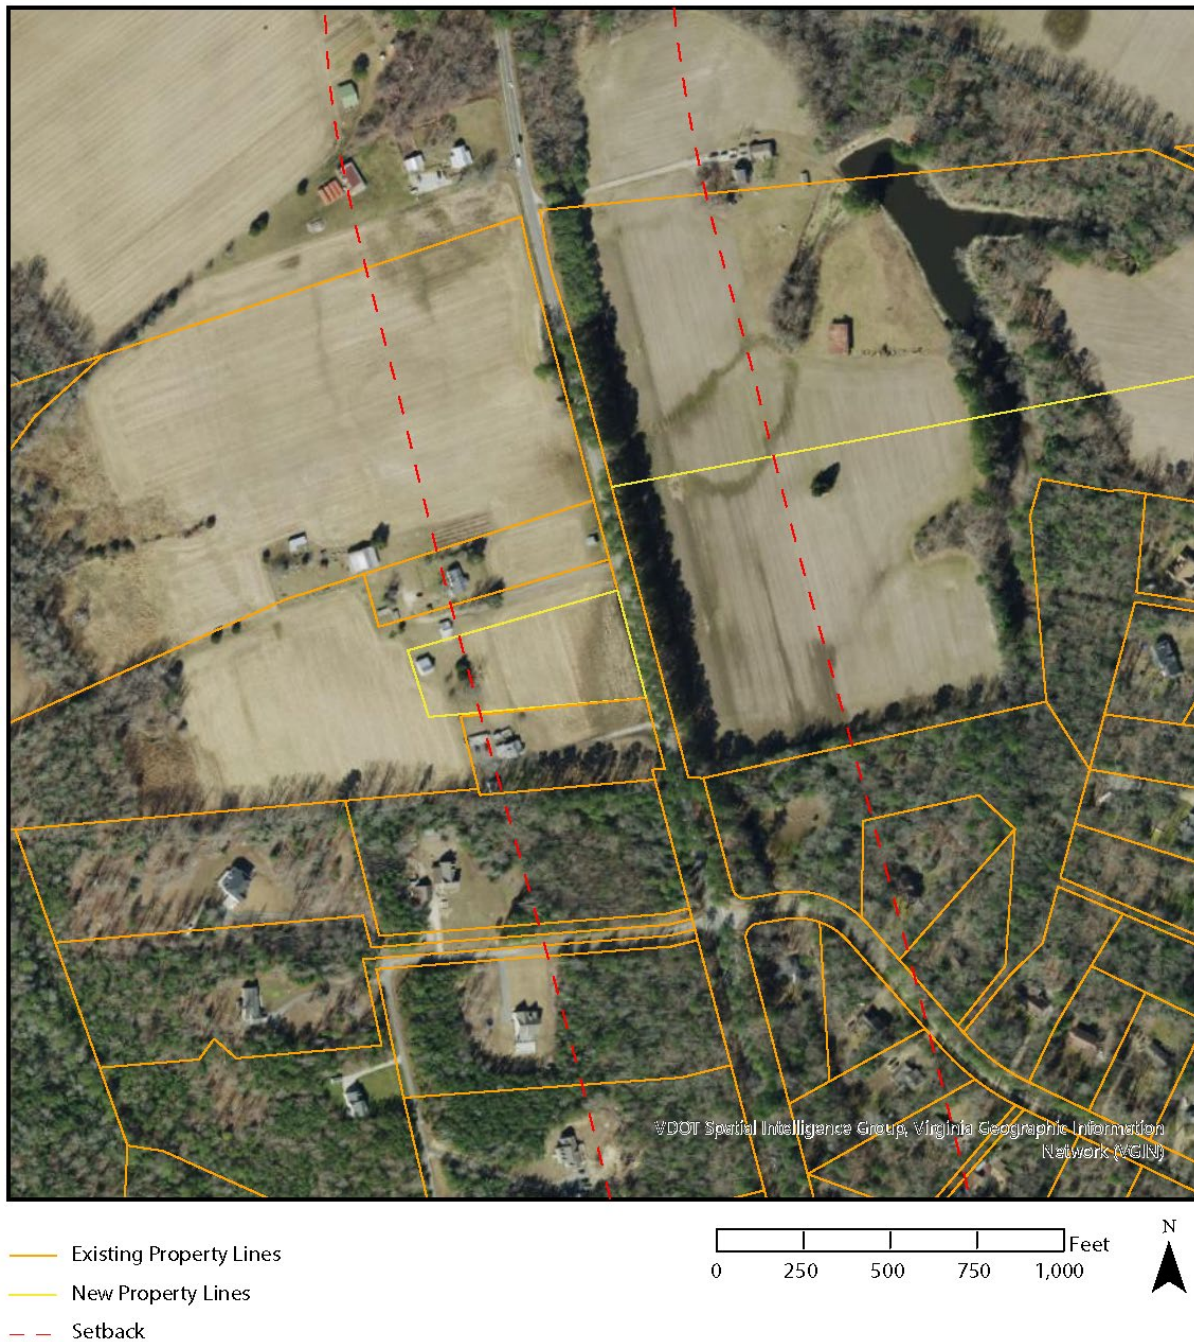 VDOT Spatial Intelligence Group, Virginia Geographic Information
Network (VGIN)
N
Existing Property Lines
Feet
0 250 500 750 1,000
New Property Lines
Setback